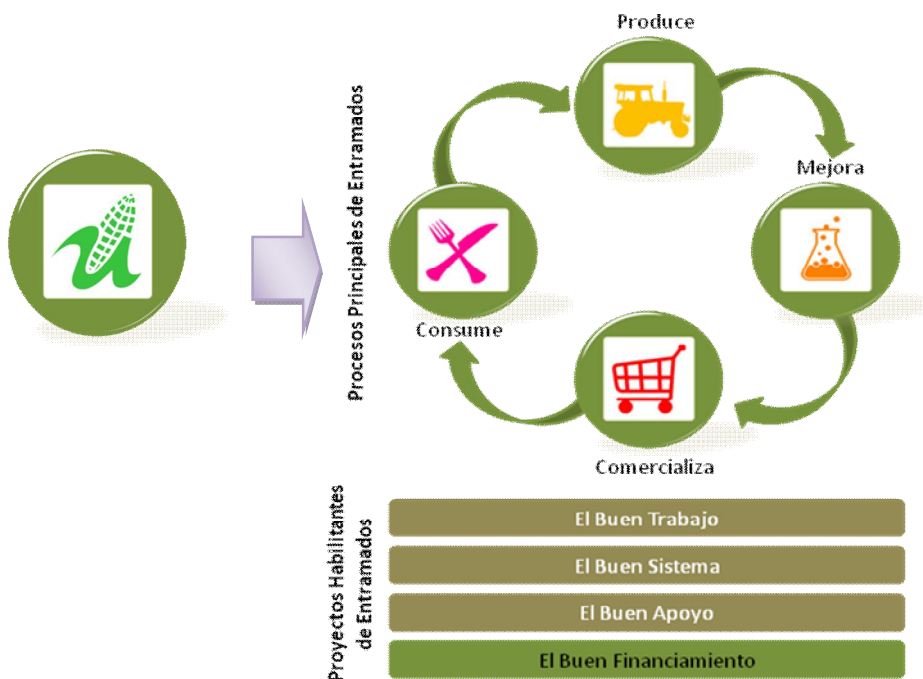 Produce
Mejora
Consume
Comercializa
Procesos Principales de Entramados
Proyectos Habilitantes
de Entramados
El Buen Trabajo
El Buen Sistema
El Buen Apoyo
El Buen Financiamiento